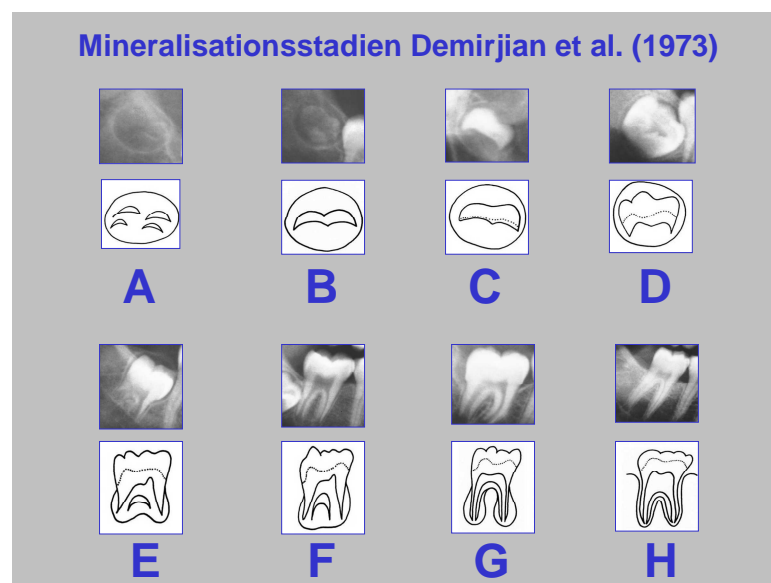 Mineralisationsstadien Demirjian et al. (1973)
A B C D
E F G H